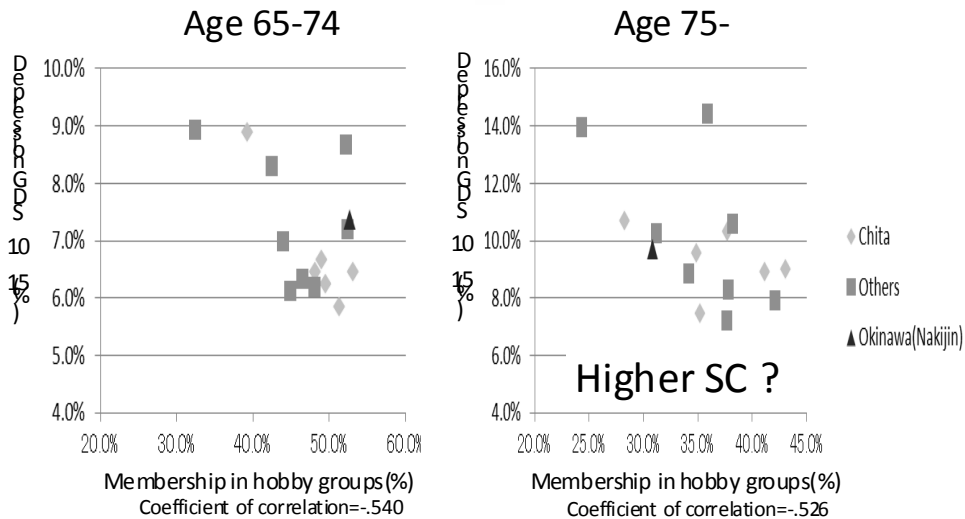 Age 65-74
Depression GDS 10-15(%)
10.0%
9.0%
8.0%
7.0%
6.0%
5.0%
4.0%
20.0% 30.0% 40.0% 50.0% 60.0%
Membership in hobby groups(%)
Coefficient of correlation=-.540
Age 75-
Depression GDS 10-15(%)
16.0%
14.0%
12.0%
10.0%
8.0%
6.0%
4.0%
Higher SC ?
20.0% 25.0% 30.0% 35.0% 40.0% 45.0%
Membership in hobby groups(%)
Coefficient of correlation=-.526
Chita
Others
Okinawa(Nakijin)